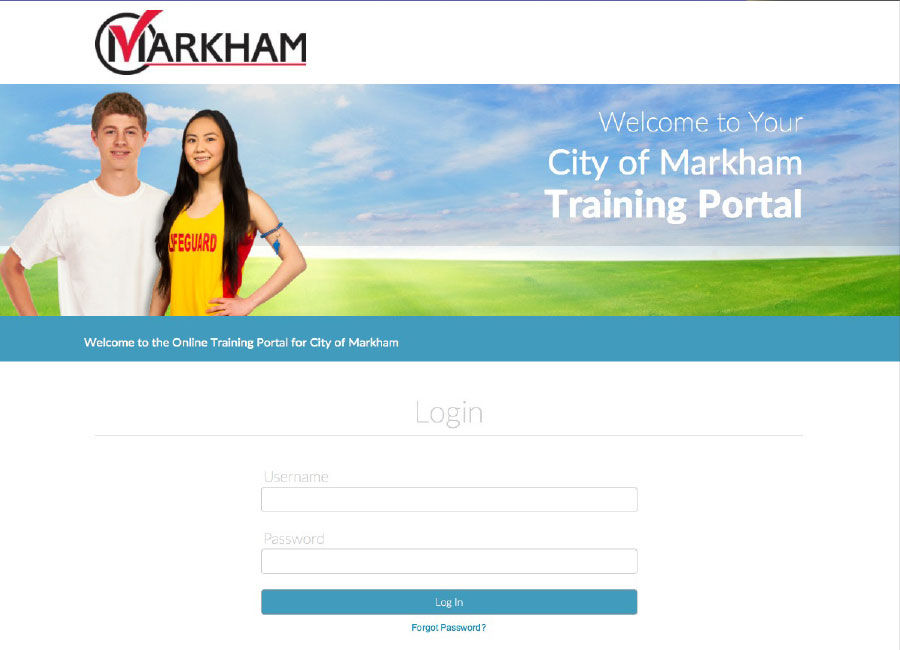 MARKHAM
Welcome to Your
City of Markham
Training Portal
LIFEGUARD
Welcome to the Online Training Portal for City of Markham
Login
Username
Password
Log In
Forgot Password?